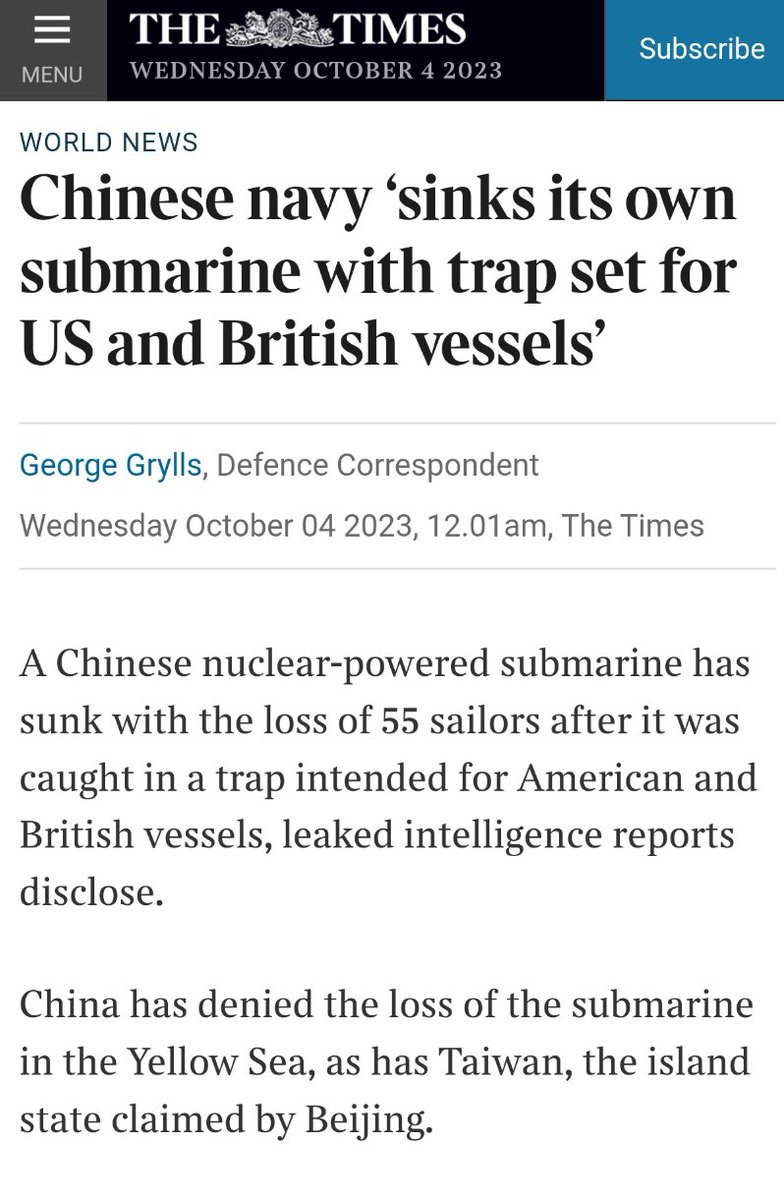 THE TIMES
WEDNESDAY OCTOBER 4 2023
MENU
Subscribe
WORLD NEWS
Chinese navy ‘sinks its own
submarine with trap set for
US and British vessels’
George Grylls, Defence Correspondent
Wednesday October 04 2023, 12.01am, The Times
A Chinese nuclear-powered submarine has
sunk with the loss of 55 sailors after it was
caught in a trap intended for American and
British vessels, leaked intelligence reports
disclose.
China has denied the loss of the submarine
in the Yellow Sea, as has Taiwan, the island
state claimed by Beijing.